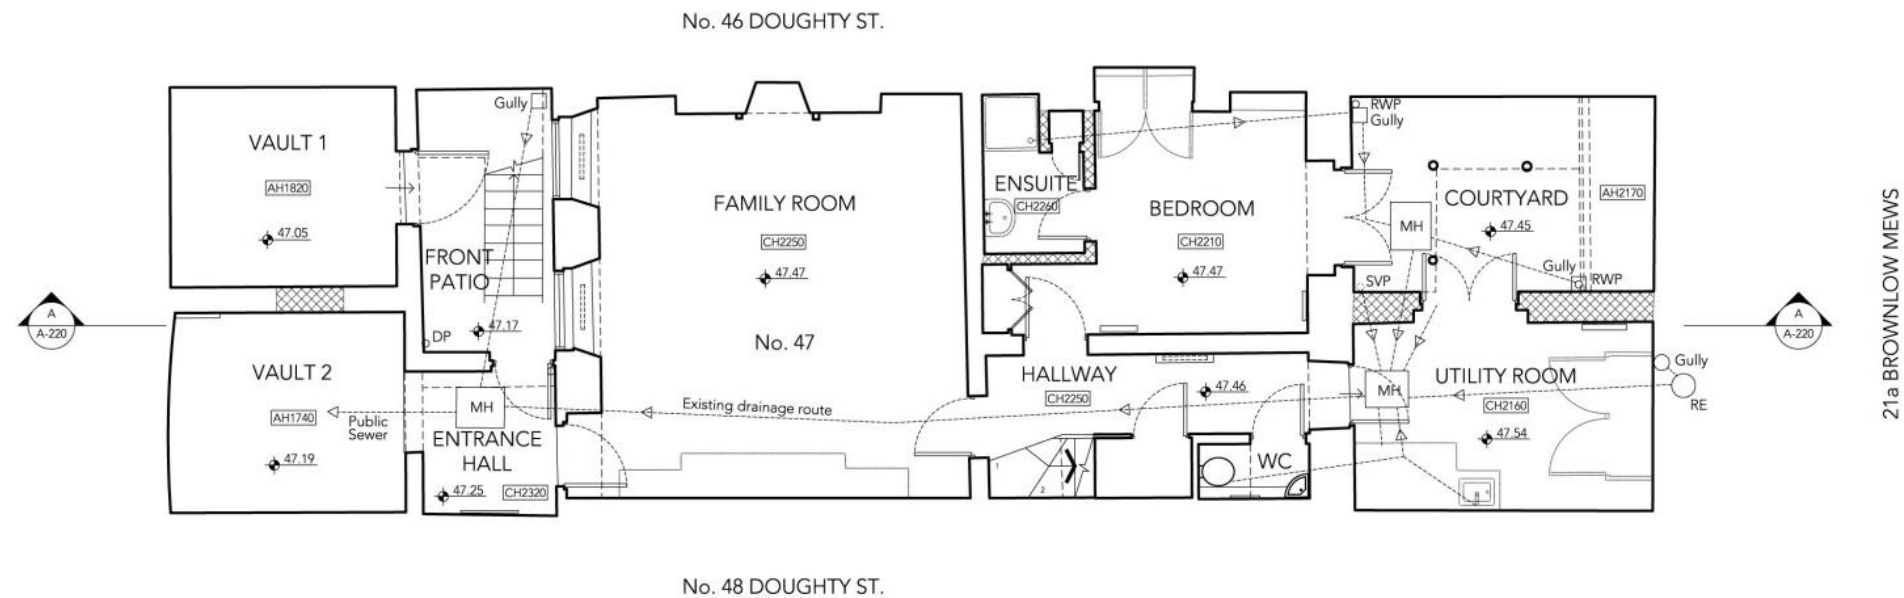 No. 46 DOUGHTY ST.
VAULT 1
AH1820
47.05
VAULT 2
AH1740
47.19
A
A-220
Gully
FRONT
PATIO
47.17
DP
MH
Public
Sewer
ENTRANCE
HALL
47.25
CH2320
FAMILY ROOM
CH2250
47.47
No. 47
Existing drainage route
ENSUITE
CH2260
BEDROOM
CH2210
47.47
HALLWAY
CH2250
47.46
1
2
WC
RWP
Gully
MH
COURTYARD
47.45
AH2170
Gully
RWP
SVP
MH
UTILITY ROOM
CH2160
47.54
Gully
RE
A
A-220
21a BROWNLOW MEWS
No. 48 DOUGHTY ST.